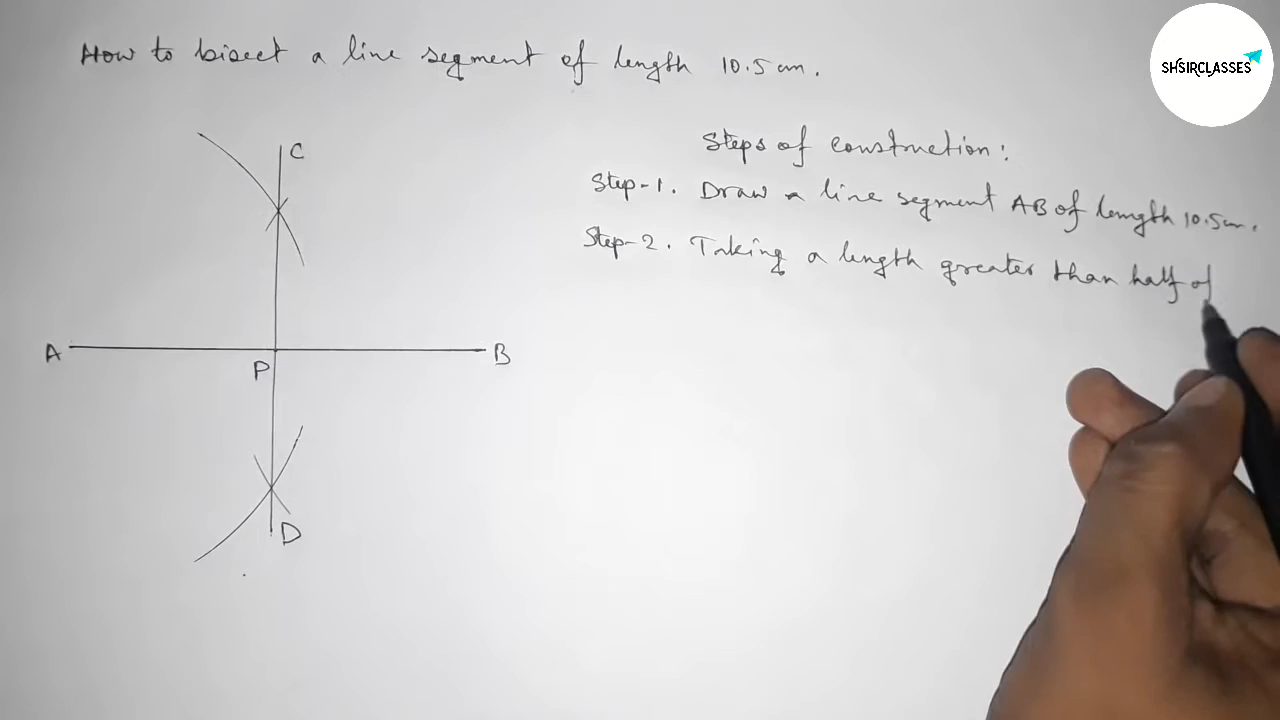 How to bisect a line segment of length 10.5 cm.
SHSIRCLASSES
Steps of construction:
Step-1. Draw a line segment AB of length 10.5cm.
Step-2. Taking a length greater than half of
C
A
P
B
D